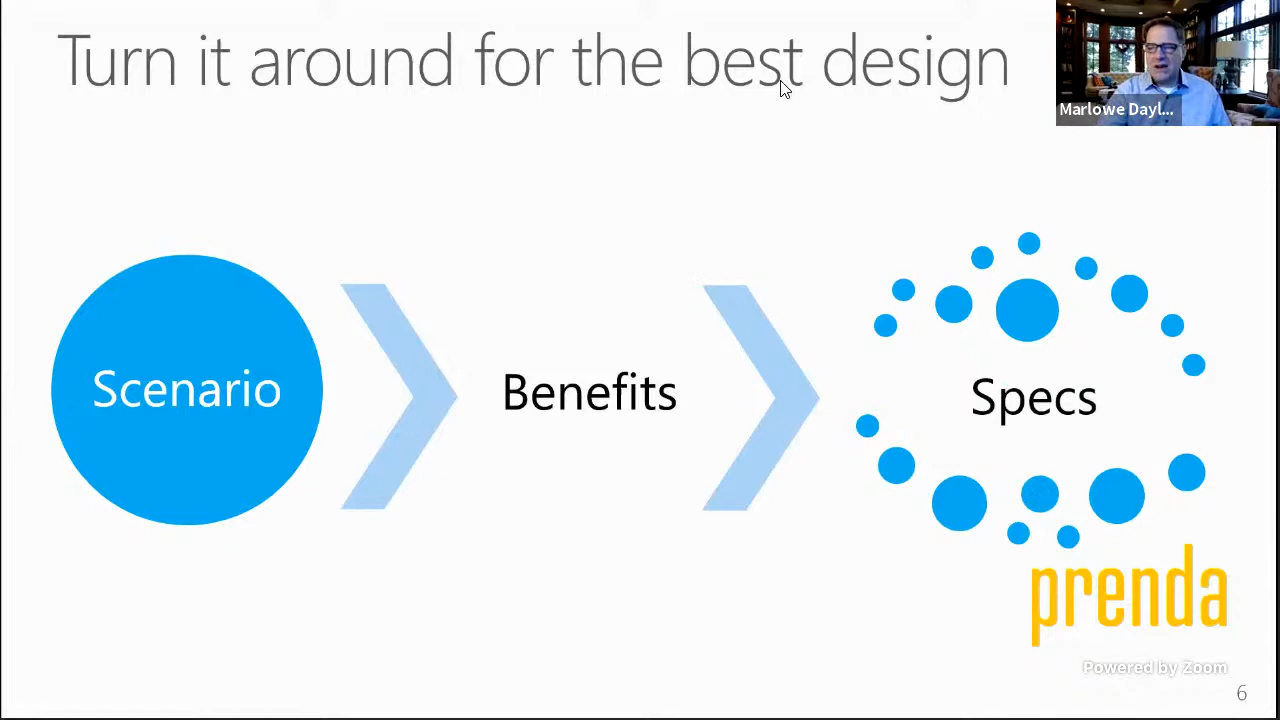 Turn it around for the best design
Marlowe Dayl...
Scenario
Benefits
Specs
prenda
Powered by Zoom
6